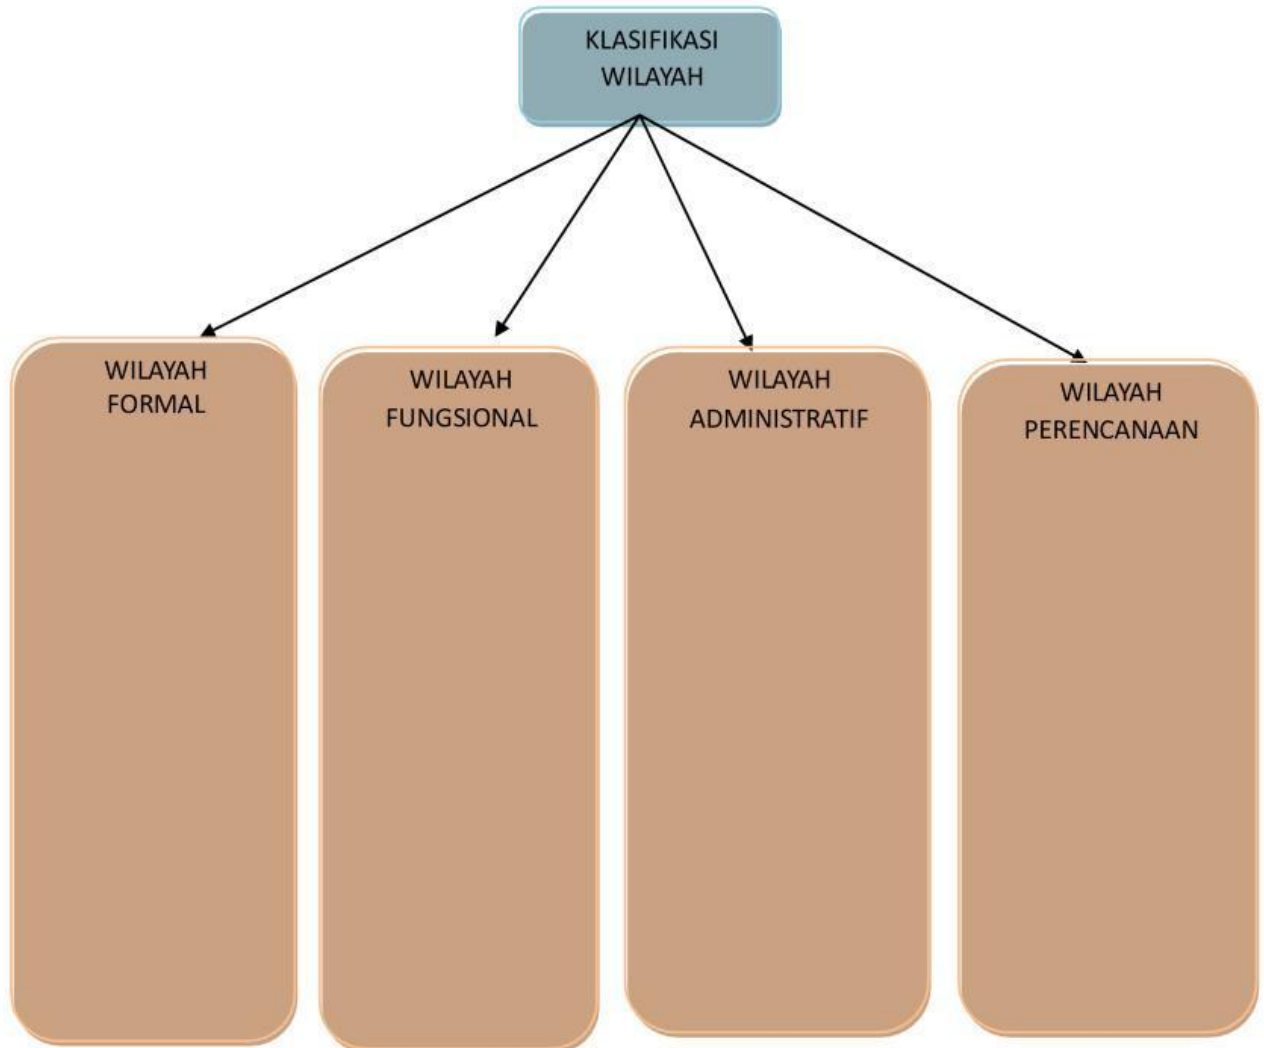 KLASIFIKASI
WILAYAH
WILAYAH
FORMAL
WILAYAH
FUNGSIONAL
WILAYAH
ADMINISTRATIF
WILAYAH
PERENCANAAN